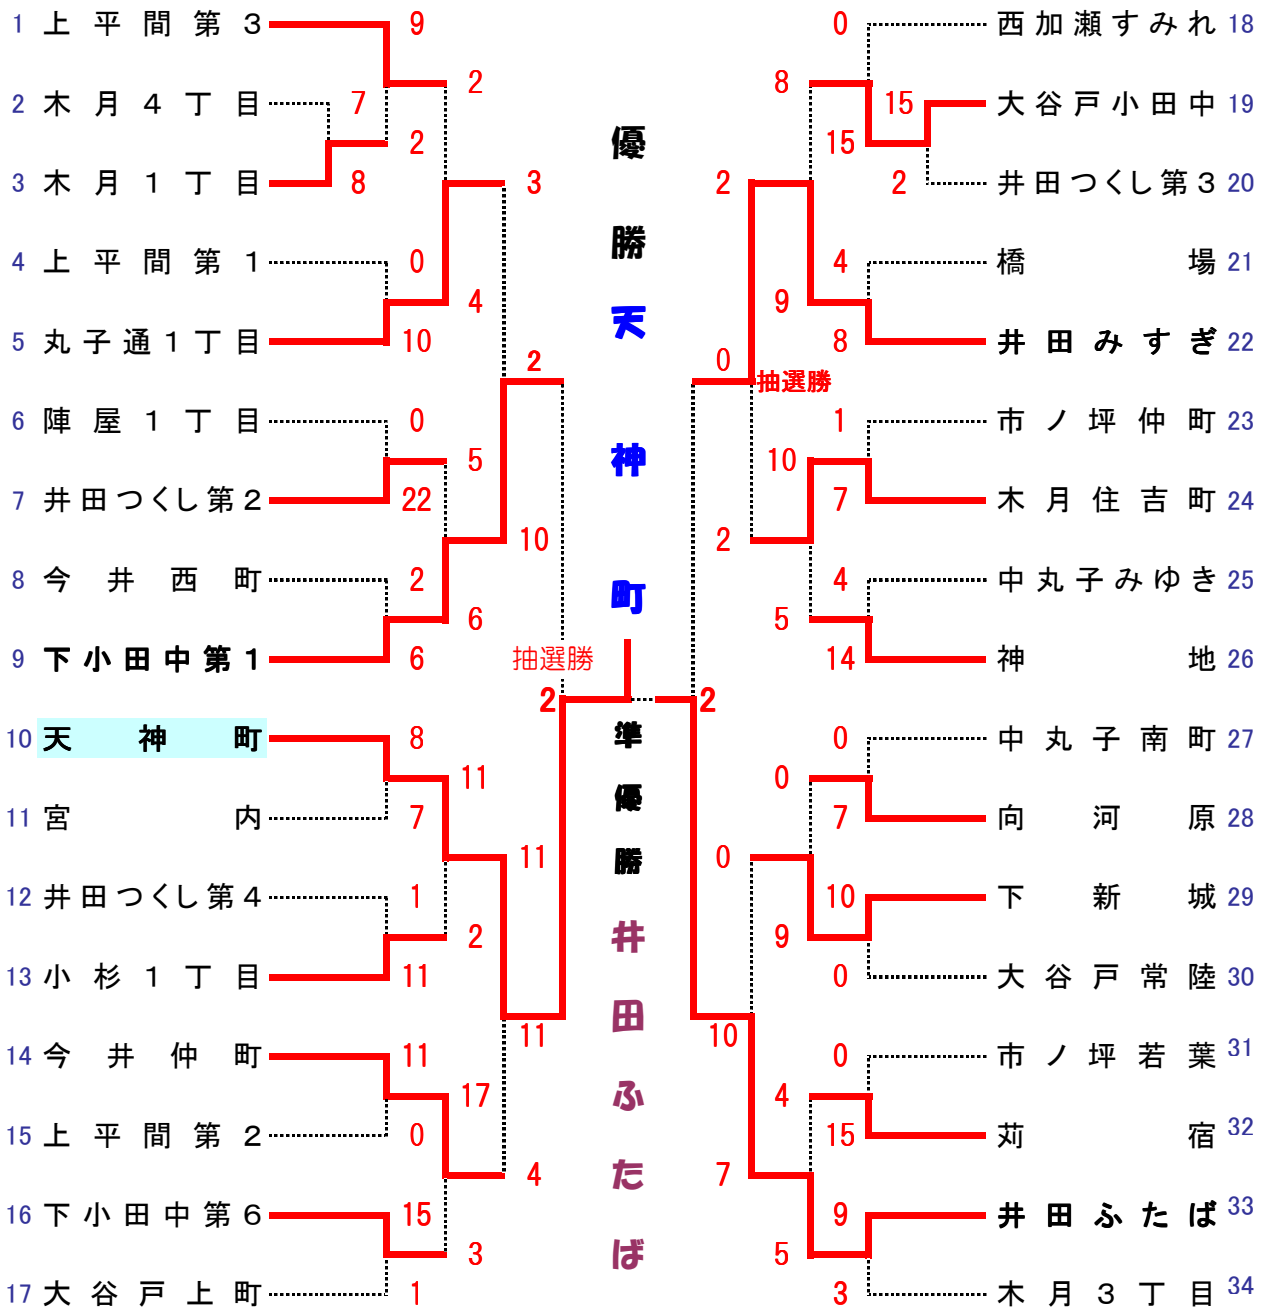 1 上平間第3 9
2 木月4丁目 7
2
2
3 木月1丁目 8
3
4 上平間第1 0
4
5 丸子通1丁目 10
2
6 陣屋1丁目 0
5
7 井田つくし第2 22
10
8 今井西町 2
6
9 下小田中第1 6
抽選勝
2
10 天神町 8
11
11 宮内 7
11
12 井田つくし第4 1
2
13 小杉1丁目 11
11
14 今井仲町 11
17
15 上平間第2 0
4
16 下小田中第6 15
3
17 大谷戸上町 1
優勝
天神町
準優勝
井田ふたば
0 西加瀬すみれ 18
8
15 大谷戸小田中 19
15
2 井田つくし第3 20
2
4 橋場 21
9
8 井田みすぎ 22
0
抽選勝
1 市ノ坪仲町 23
10
7 木月住吉町 24
2
4 中丸子みゆき 25
5
14 神地 26
2
0 中丸子南町 27
0
7 向河原 28
0
10 下新城 29
9
0 大谷戸常陸 30
10
0 市ノ坪若葉 31
4
15 苅宿 32
7
9 井田ふたば 33
5
3 木月3丁目 34